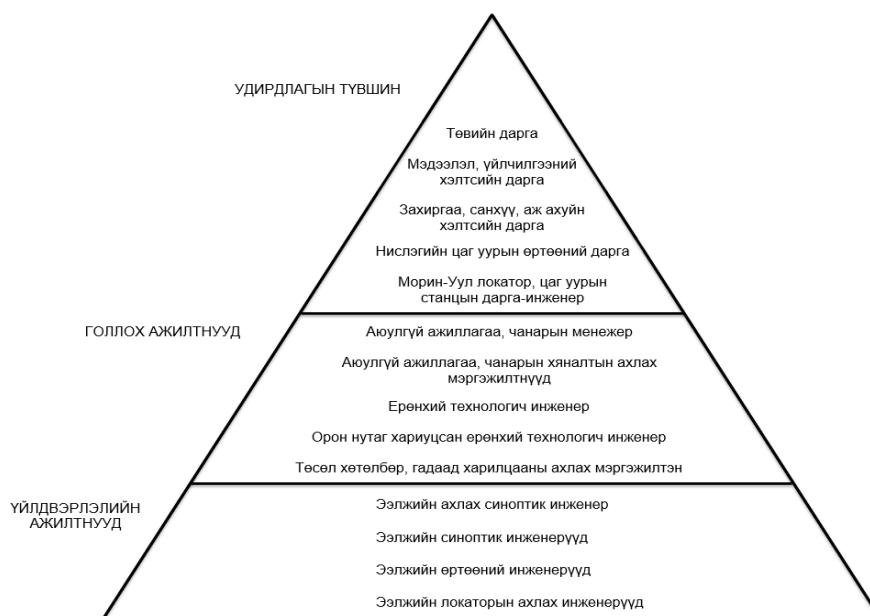 УДИРДЛАГЫН ТҮВШИН
Төвийн дарга
Мэдээлэл, үйлчилгээний
хэлтсийн дарга
Захиргаа, санхүү, аж ахуйн
хэлтсийн дарга
Нислэгийн цаг уурын өртөөний дарга
Морин-Уул локатор, цаг уурын
станцын дарга-инженер
ГОЛЛОХ АЖИЛТНУУД
Аюулгүй ажиллагаа, чанарын менежер
Аюулгүй ажиллагаа, чанарын хяналтын ахлах
мэргэжилтнүүд
Ерөнхий технологич инженер
Орон нутаг хариуцсан ерөнхий технологич инженер
Төсөл хөтөлбөр, гадаад харилцааны ахлах мэргэжилтэн
ҮЙЛДВЭРЛЭЛИЙН
АЖИЛТНУУД
Ээлжийн ахлах синоптик инженер
Ээлжийн синоптик инженерүүд
Ээлжийн өртөөний инженерүүд
Ээлжийн локаторын ахлах инженерүүд